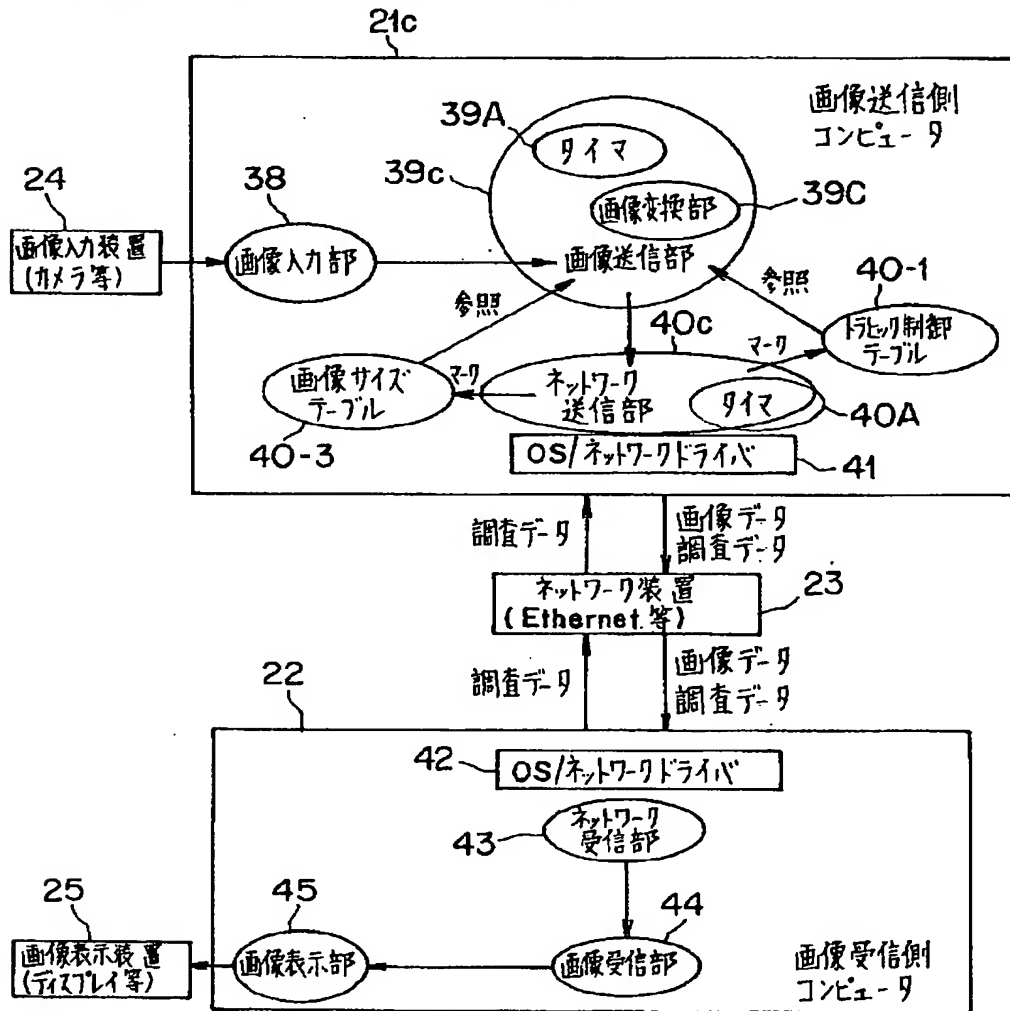 21c
画像送信側
コンピュータ
39A
タイマ
39c
画像変換部
39C
24
38
画像入力装置
(カメラ等)
画像入力部
画像送信部
参照
参照
40-1
トラヒック制御
テーブル
40c
マーク
画像サイズ
テーブル
マーク
ネットワーク
送信部
タイマ
40A
40-3
OS/ネットワークドライバ
41
調査データ
画像データ
調査データ
ネットワーク装置
(Ethernet.等)
23
調査データ
画像データ
調査データ
22
42
OS/ネットワークドライバ
ネットワーク
受信部
43
25
45
44
画像表示装置
(ディスプレイ等)
画像表示部
画像受信部
画像受信側
コンピュータ